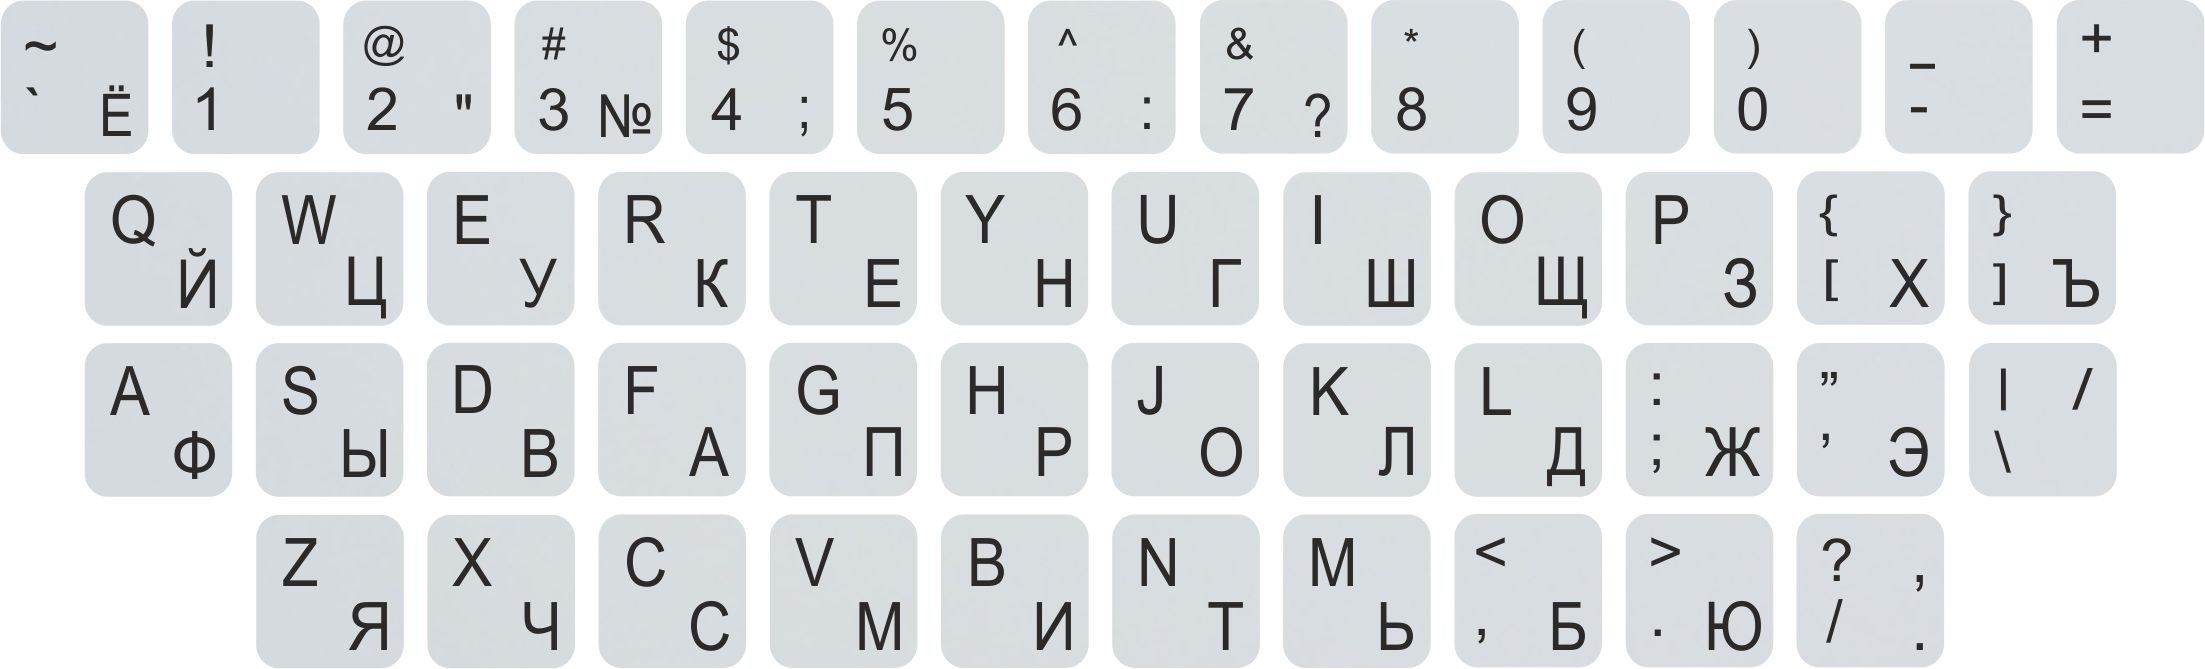 ~ ! @ # $ % ^ & * ( ) _ +
` Ё 1 2 " 3 № 4 ; 5 6 : 7 ? 8 9 0 - =
Q W E R T Y U I O P { }
Й Ц У К Е Н Г Ш Щ З [ Х ] Ъ
A S D F G H J K L : ” | /
Ф Ы В А П Р О Л Д ; Ж ’ Э \
Z X C V B N M < > ? ,
Я Ч С М И Т Ь , Б . Ю / .